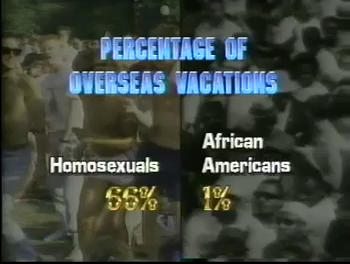 PERCENTAGE OF
OVERSEAS VACATIONS
Homosexuals
66%
African
Americans
1%